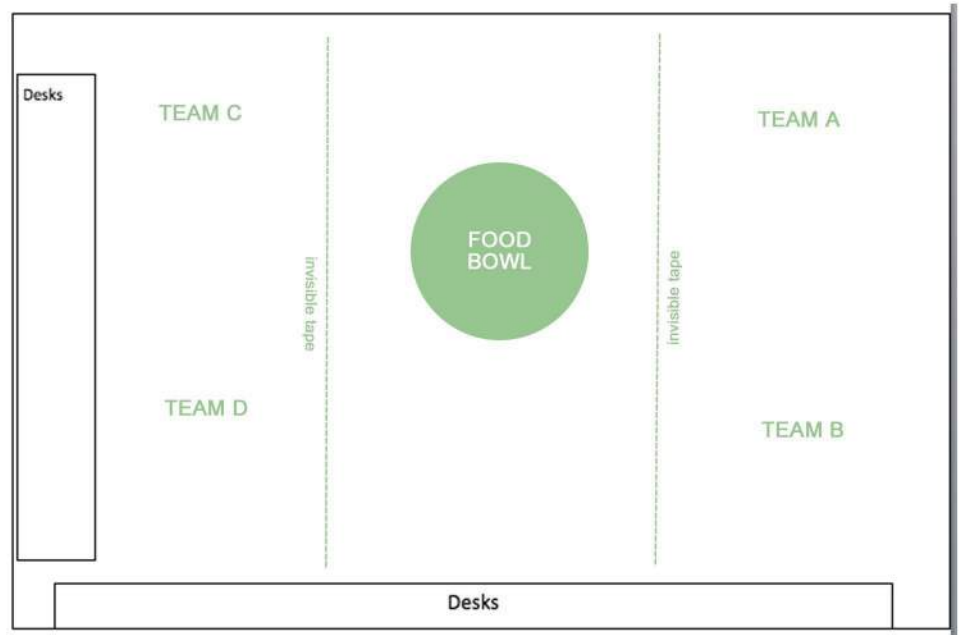 Desks
TEAM C
TEAM A
FOOD
BOWL
invisible tape
invisible tape
TEAM D
TEAM B
Desks